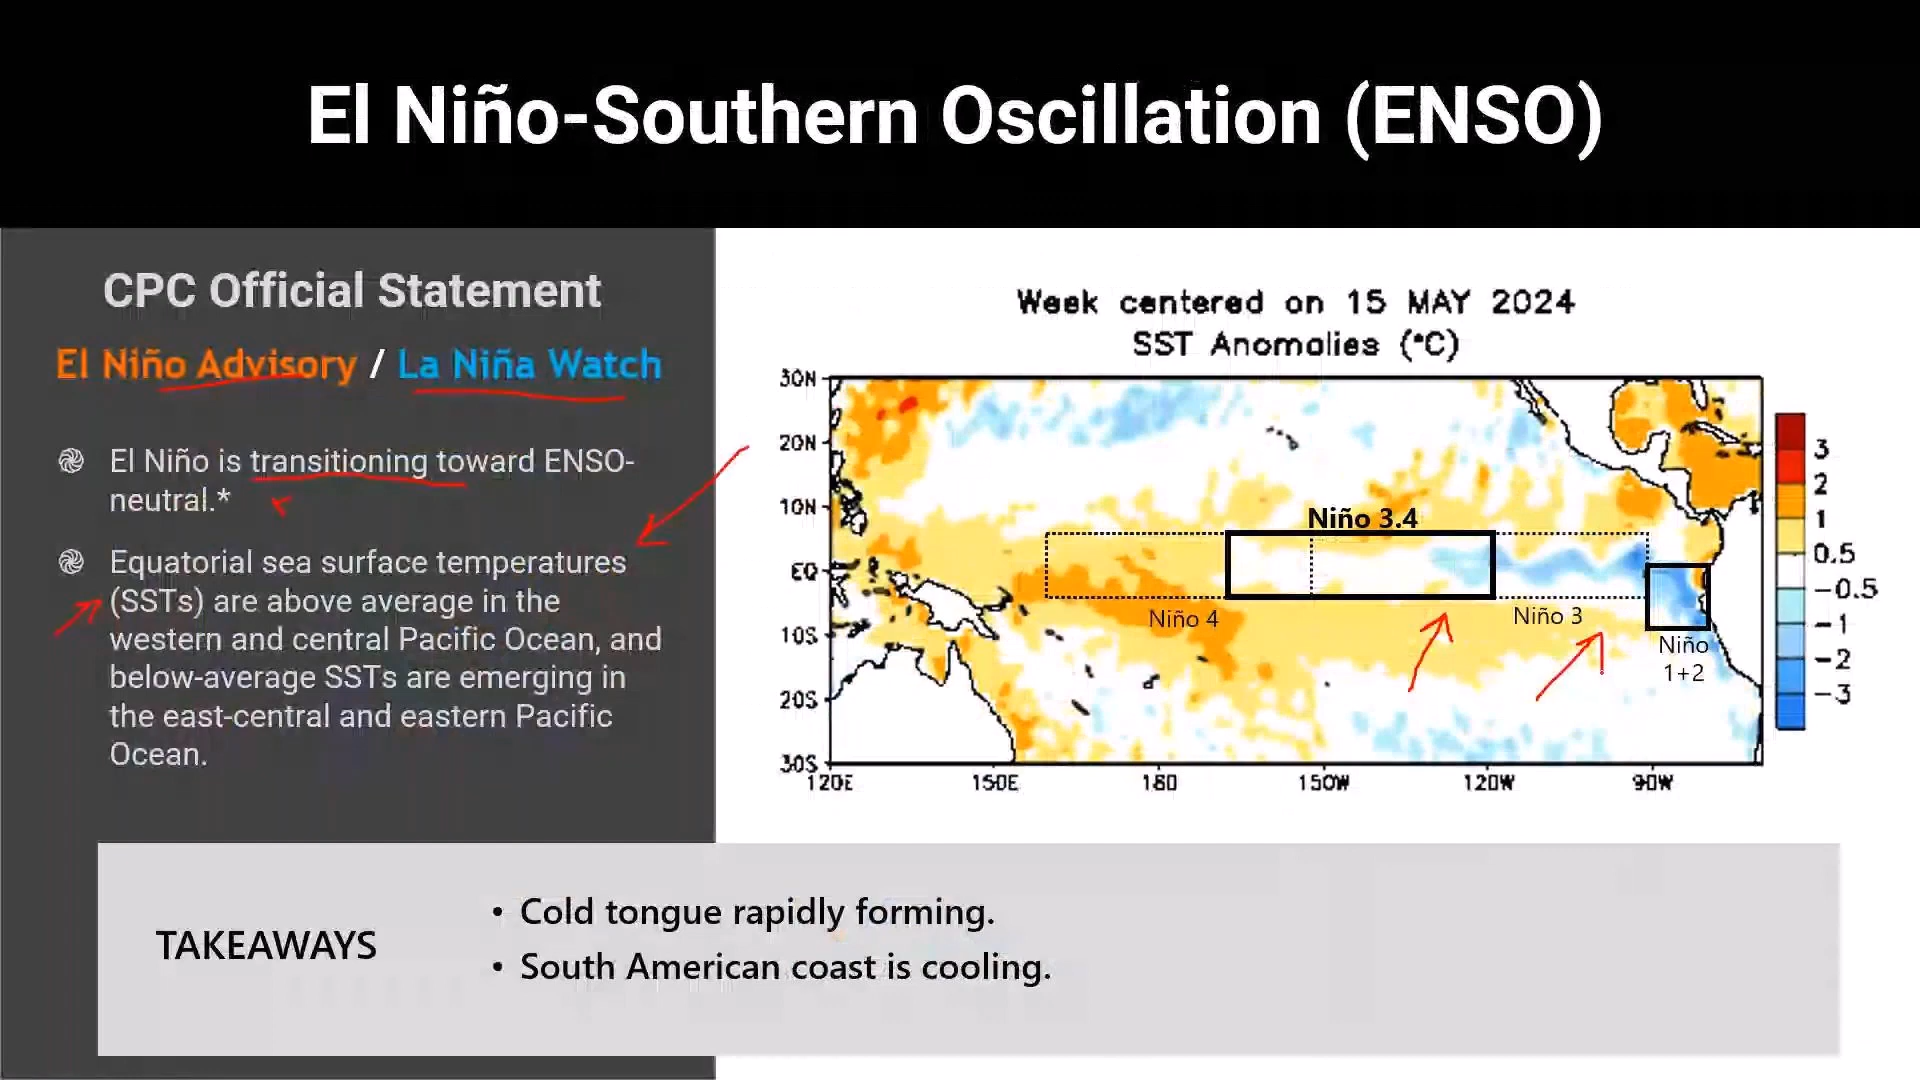 El Niño-Southern Oscillation (ENSO)
CPC Official Statement
El Niño Advisory / La Niña Watch
El Niño is transitioning toward ENSO-
neutral.*
Equatorial sea surface temperatures
(SSTs) are above average in the
western and central Pacific Ocean, and
below-average SSTs are emerging in
the east-central and eastern Pacific
Ocean.
Week centered on 15 MAY 2024
SST Anomalies (°C)
30N
20N
10N
EQ
10S
20S
30S
120E 150E 180 150W 120W 90W
Niño 3.4
Niño 4
Niño 3
Niño
1+2
3
2
1
0.5
-0.5
-1
-2
-3
TAKEAWAYS
• Cold tongue rapidly forming.
• South American coast is cooling.